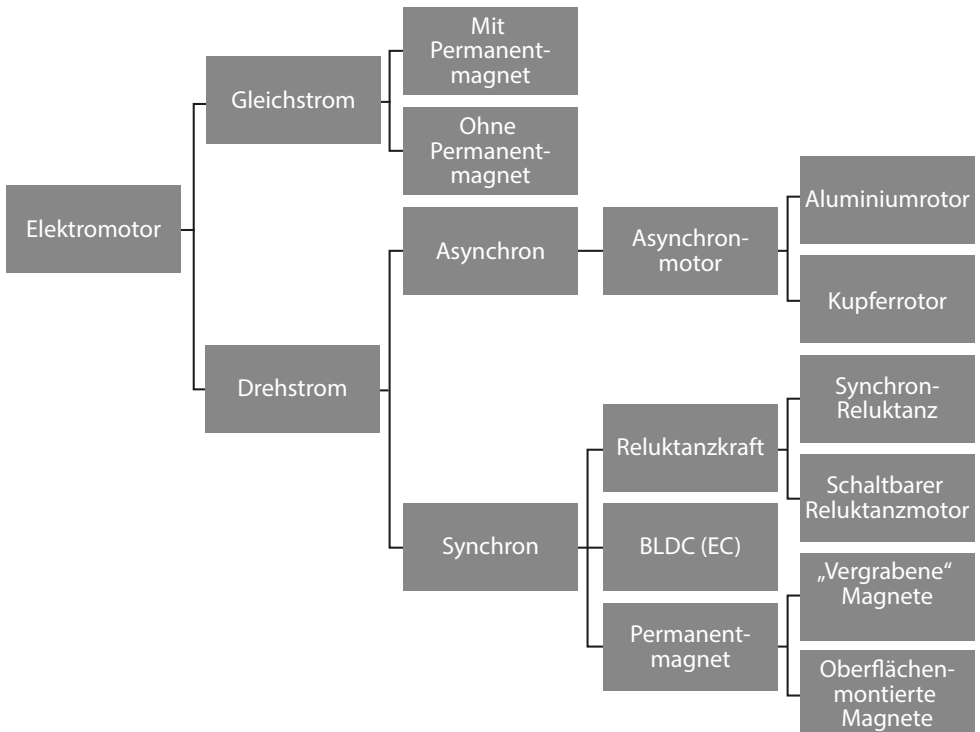 Elektromotor
Gleichstrom
Mit
Permanent-
magnet
Ohne
Permanent-
magnet
Drehstrom
Asynchron
Asynchron-
motor
Aluminiumrotor
Kupferrotor
Synchron
Reluktanzkraft
Synchron-
Reluktanz
Schaltbarer
Reluktanzmotor
BLDC (EC)
Permanent-
magnet
„Vergrabene“
Magnete
Oberflächen-
montierte
Magnete